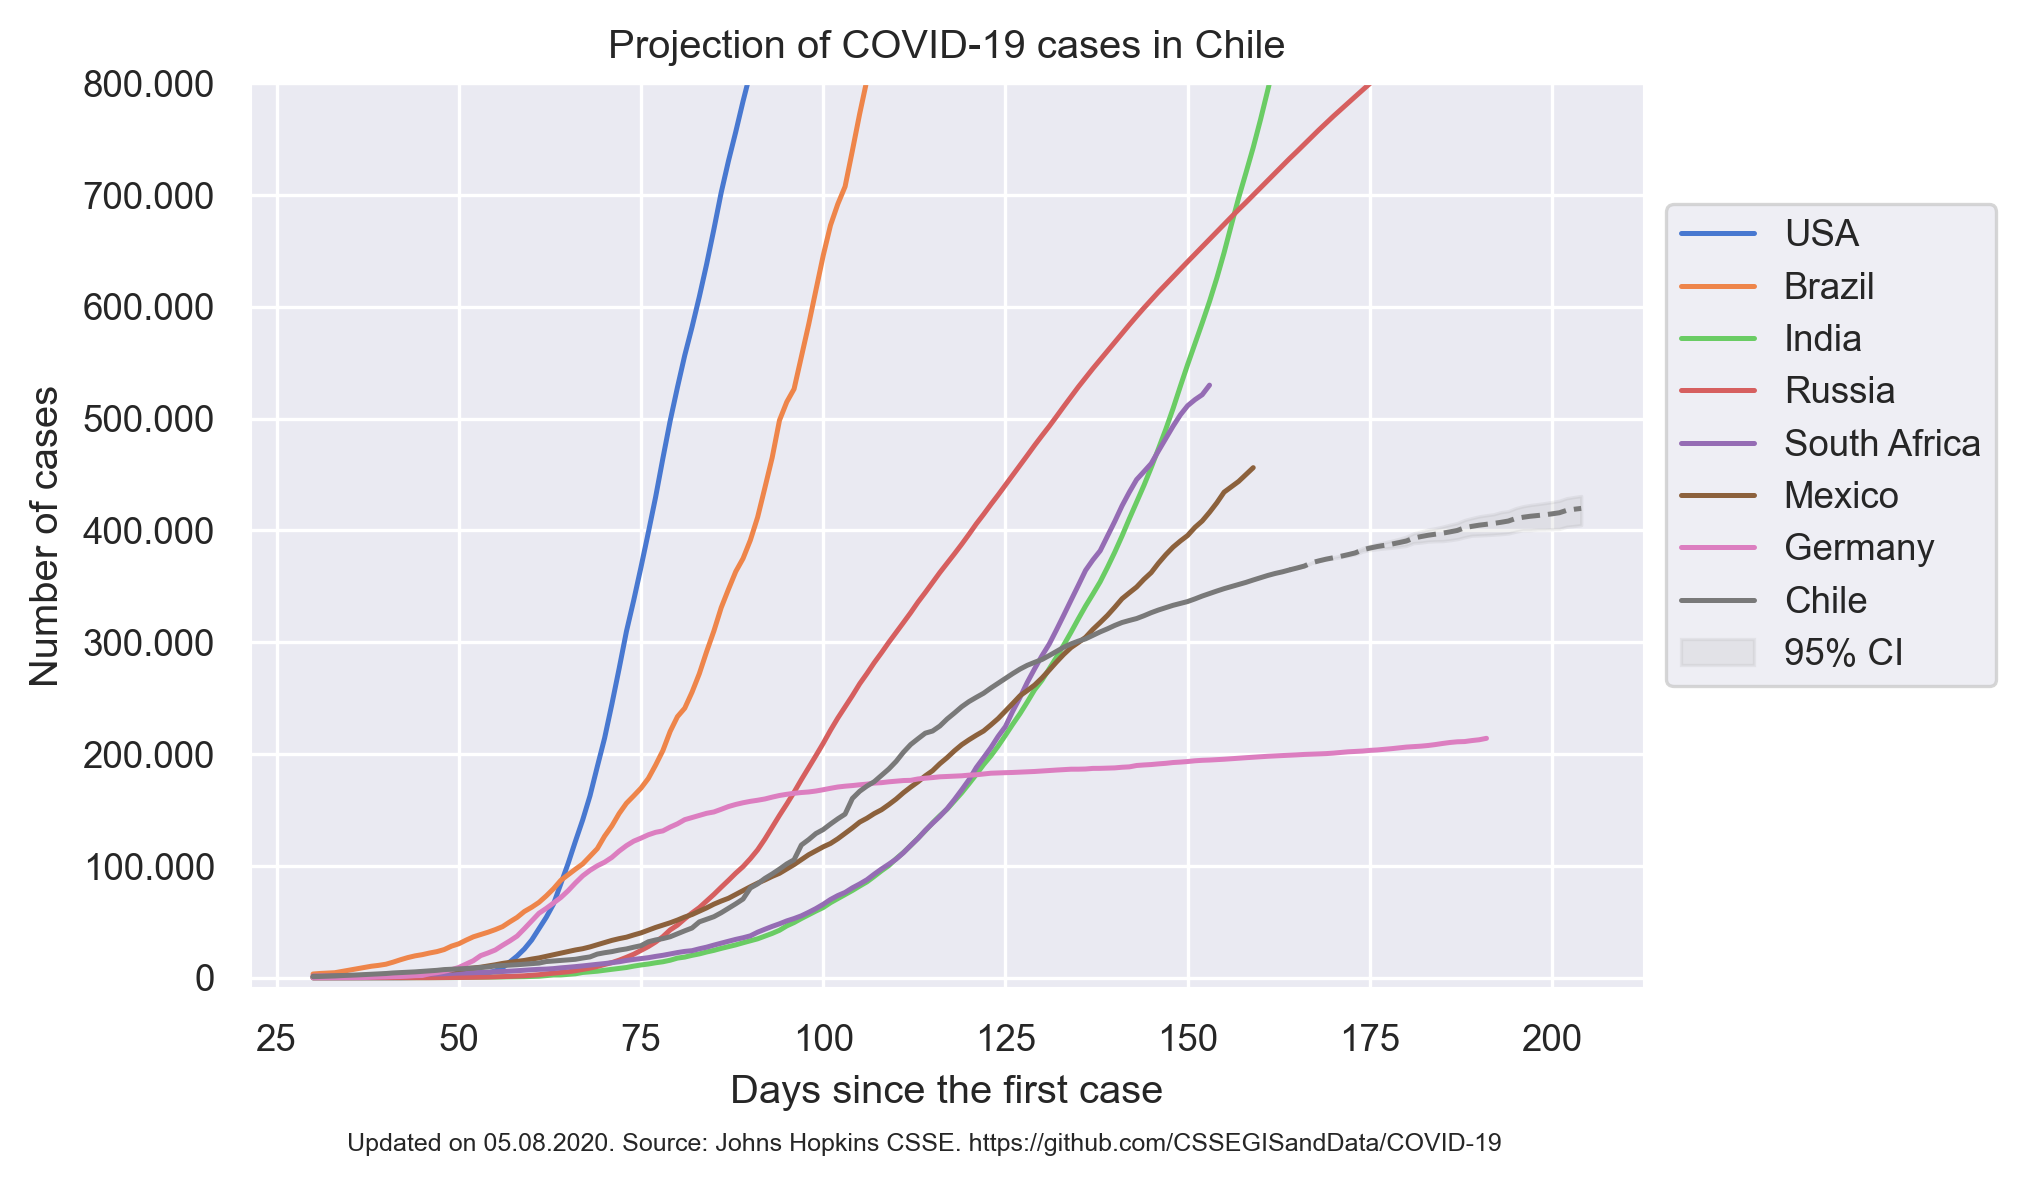 Projection of COVID-19 cases in Chile
800.000
700.000
600.000
500.000
400.000
300.000
200.000
100.000
0
Number of cases
25 50 75 100 125 150 175 200
Days since the first case
USA
Brazil
India
Russia
South Africa
Mexico
Germany
Chile
95% CI
Updated on 05.08.2020. Source: Johns Hopkins CSSE. https://github.com/CSSEGISandData/COVID-19